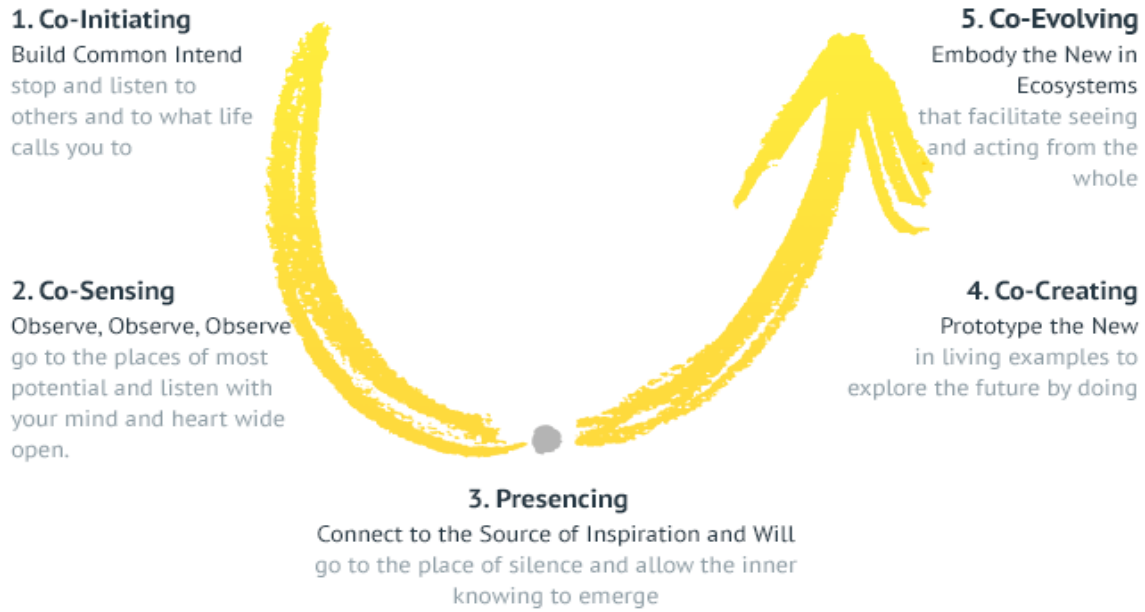 1. Co-Initiating
Build Common Intend
stop and listen to
others and to what life
calls you to
2. Co-Sensing
Observe, Observe, Observe
go to the places of most
potential and listen with
your mind and heart wide
open.
3. Presencing
Connect to the Source of Inspiration and Will
go to the place of silence and allow the inner
knowing to emerge
4. Co-Creating
Prototype the New
in living examples to
explore the future by doing
5. Co-Evolving
Embody the New in
Ecosystems
that facilitate seeing
and acting from the
whole